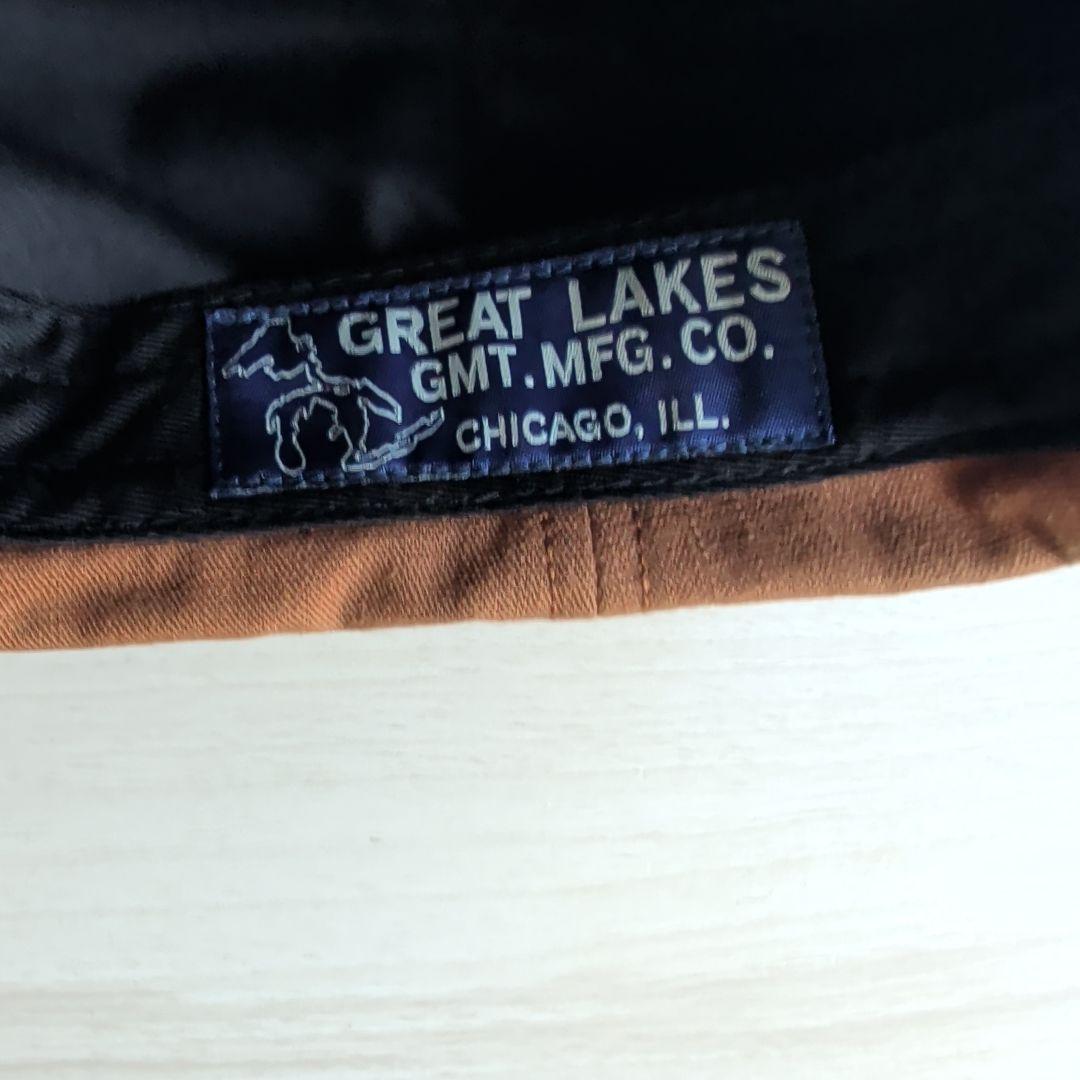 GREAT LAKES
GMT. MFG. CO.
CHICAGO, ILL.